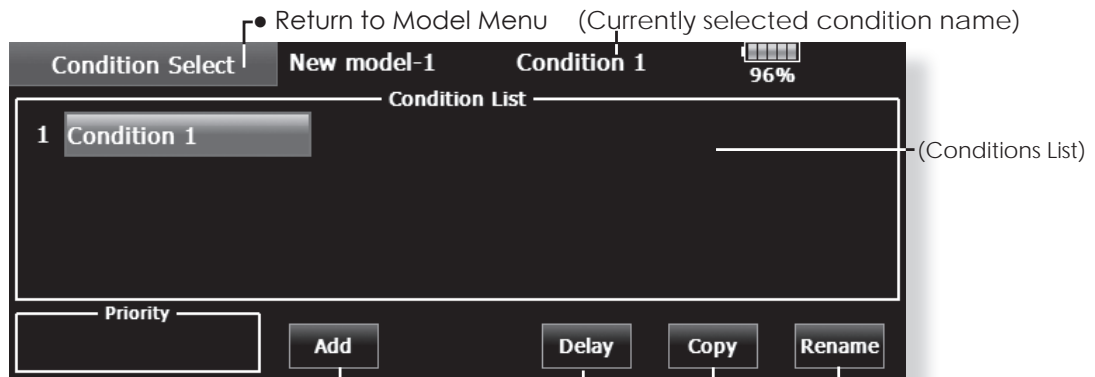 Return to Model Menu (Currently selected condition name)
Condition Select New model-1 Condition 1
96%
Condition List
1 Condition 1
(Conditions List)
Priority
Add Delay Copy Rename